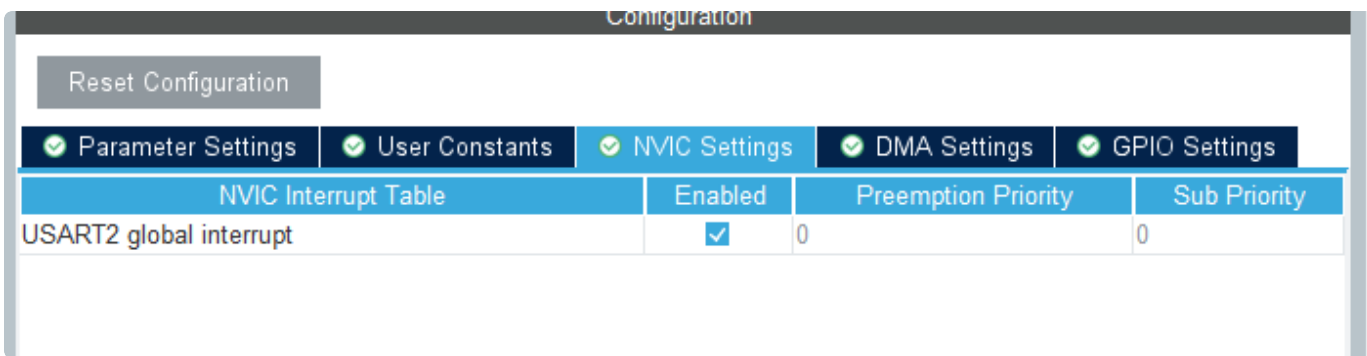 Configuration
Reset Configuration
Parameter Settings User Constants NVIC Settings DMA Settings GPIO Settings
NVIC Interrupt Table Enabled Preemption Priority Sub Priority
USART2 global interrupt 0 0